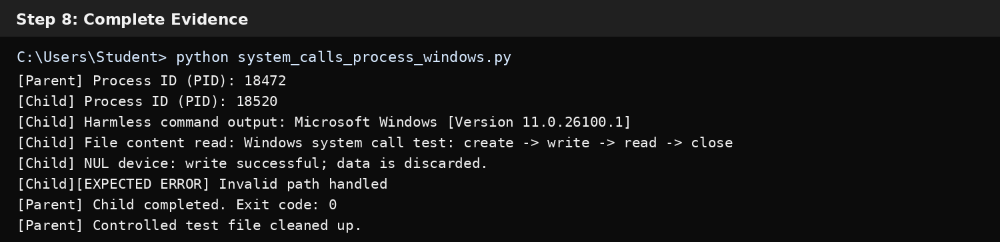 Step 8: Complete Evidence
C:\Users\Student> python system_calls_process_windows.py
[Parent] Process ID (PID): 18472
[Child] Process ID (PID): 18520
[Child] Harmless command output: Microsoft Windows [Version 11.0.26100.1]
[Child] File content read: Windows system call test: create -> write -> read -> close
[Child] NUL device: write successful; data is discarded.
[Child][EXPECTED ERROR] Invalid path handled
[Parent] Child completed. Exit code: 0
[Parent] Controlled test file cleaned up.